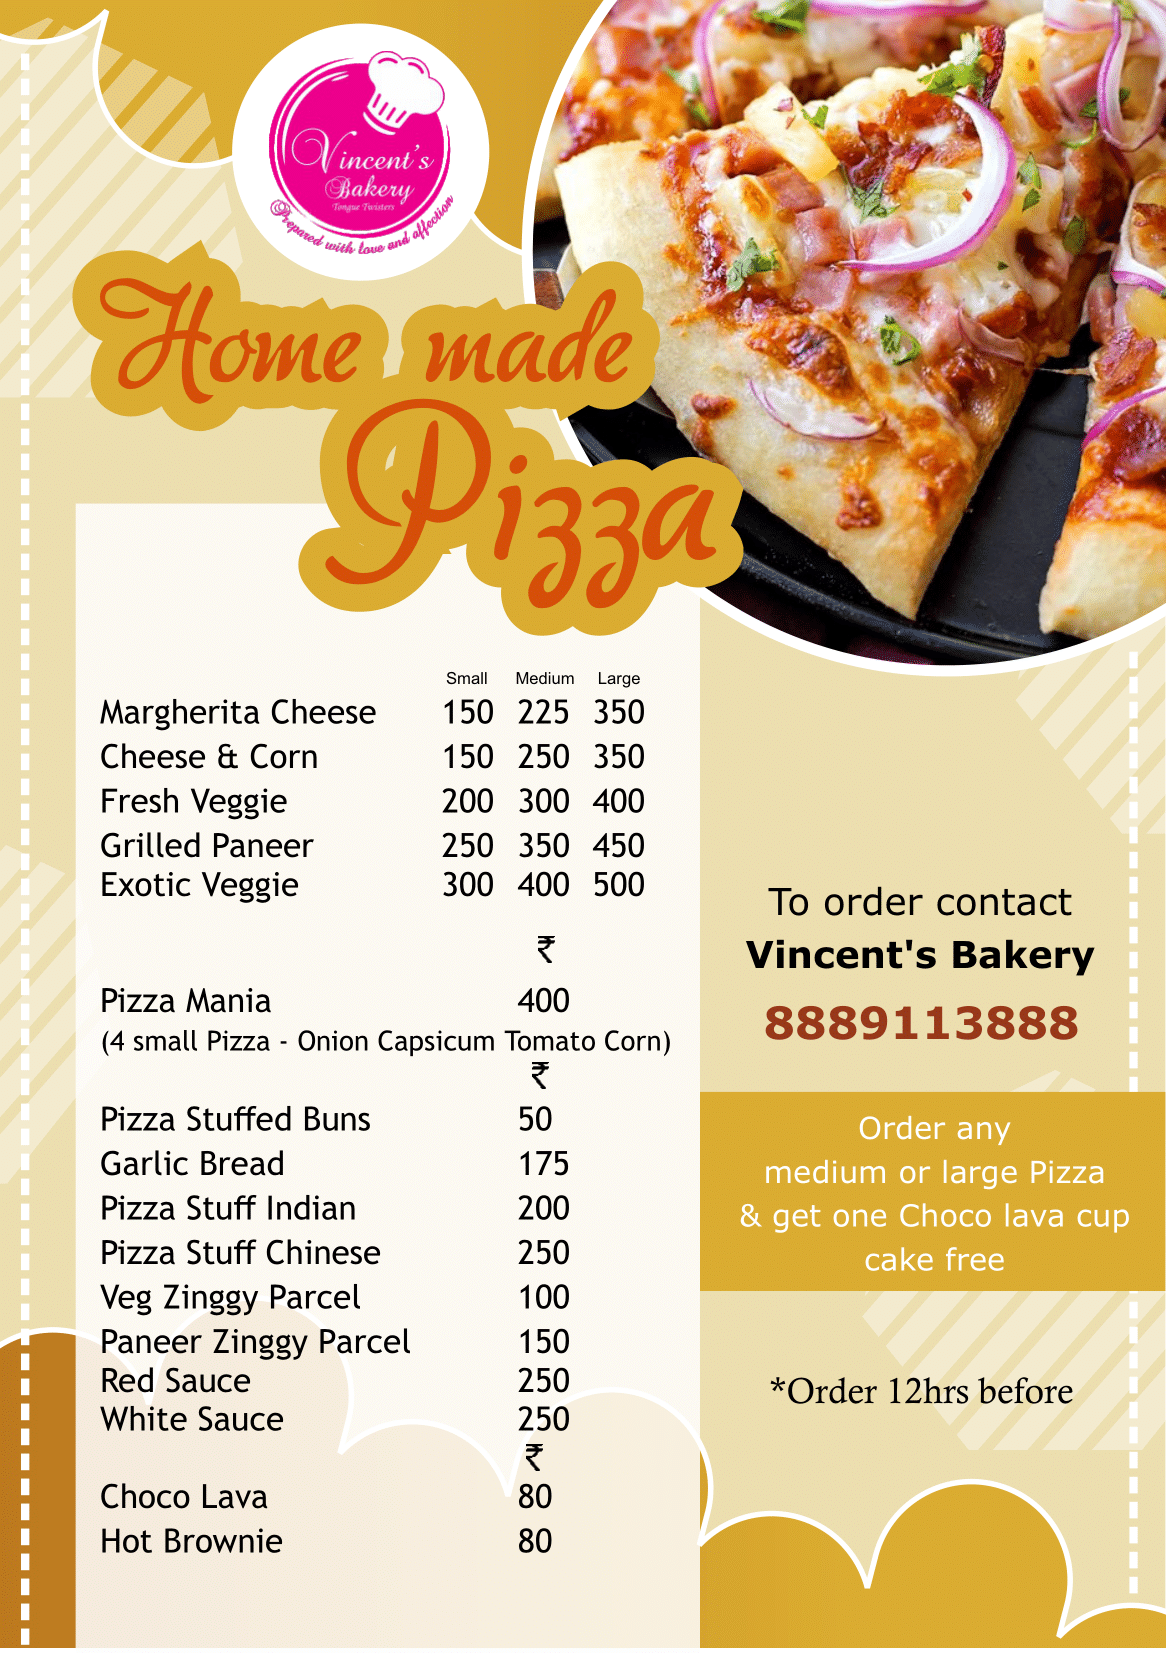 Vincent's
Bakery
Tongue Twisters
Prepared with love and affection
Home made
Pizza
Small Medium Large
Margherita Cheese 150 225 350
Cheese & Corn 150 250 350
Fresh Veggie 200 300 400
Grilled Paneer 250 350 450
Exotic Veggie 300 400 500
₹
Pizza Mania 400
(4 small Pizza - Onion Capsicum Tomato Corn)
₹
Pizza Stuffed Buns 50
Garlic Bread 175
Pizza Stuff Indian 200
Pizza Stuff Chinese 250
Veg Zinggy Parcel 100
Paneer Zinggy Parcel 150
Red Sauce 250
White Sauce 250
₹
Choco Lava 80
Hot Brownie 80
To order contact
Vincent's Bakery
8889113888
Order any
medium or large Pizza
& get one Choco lava cup
cake free
*Order 12hrs before